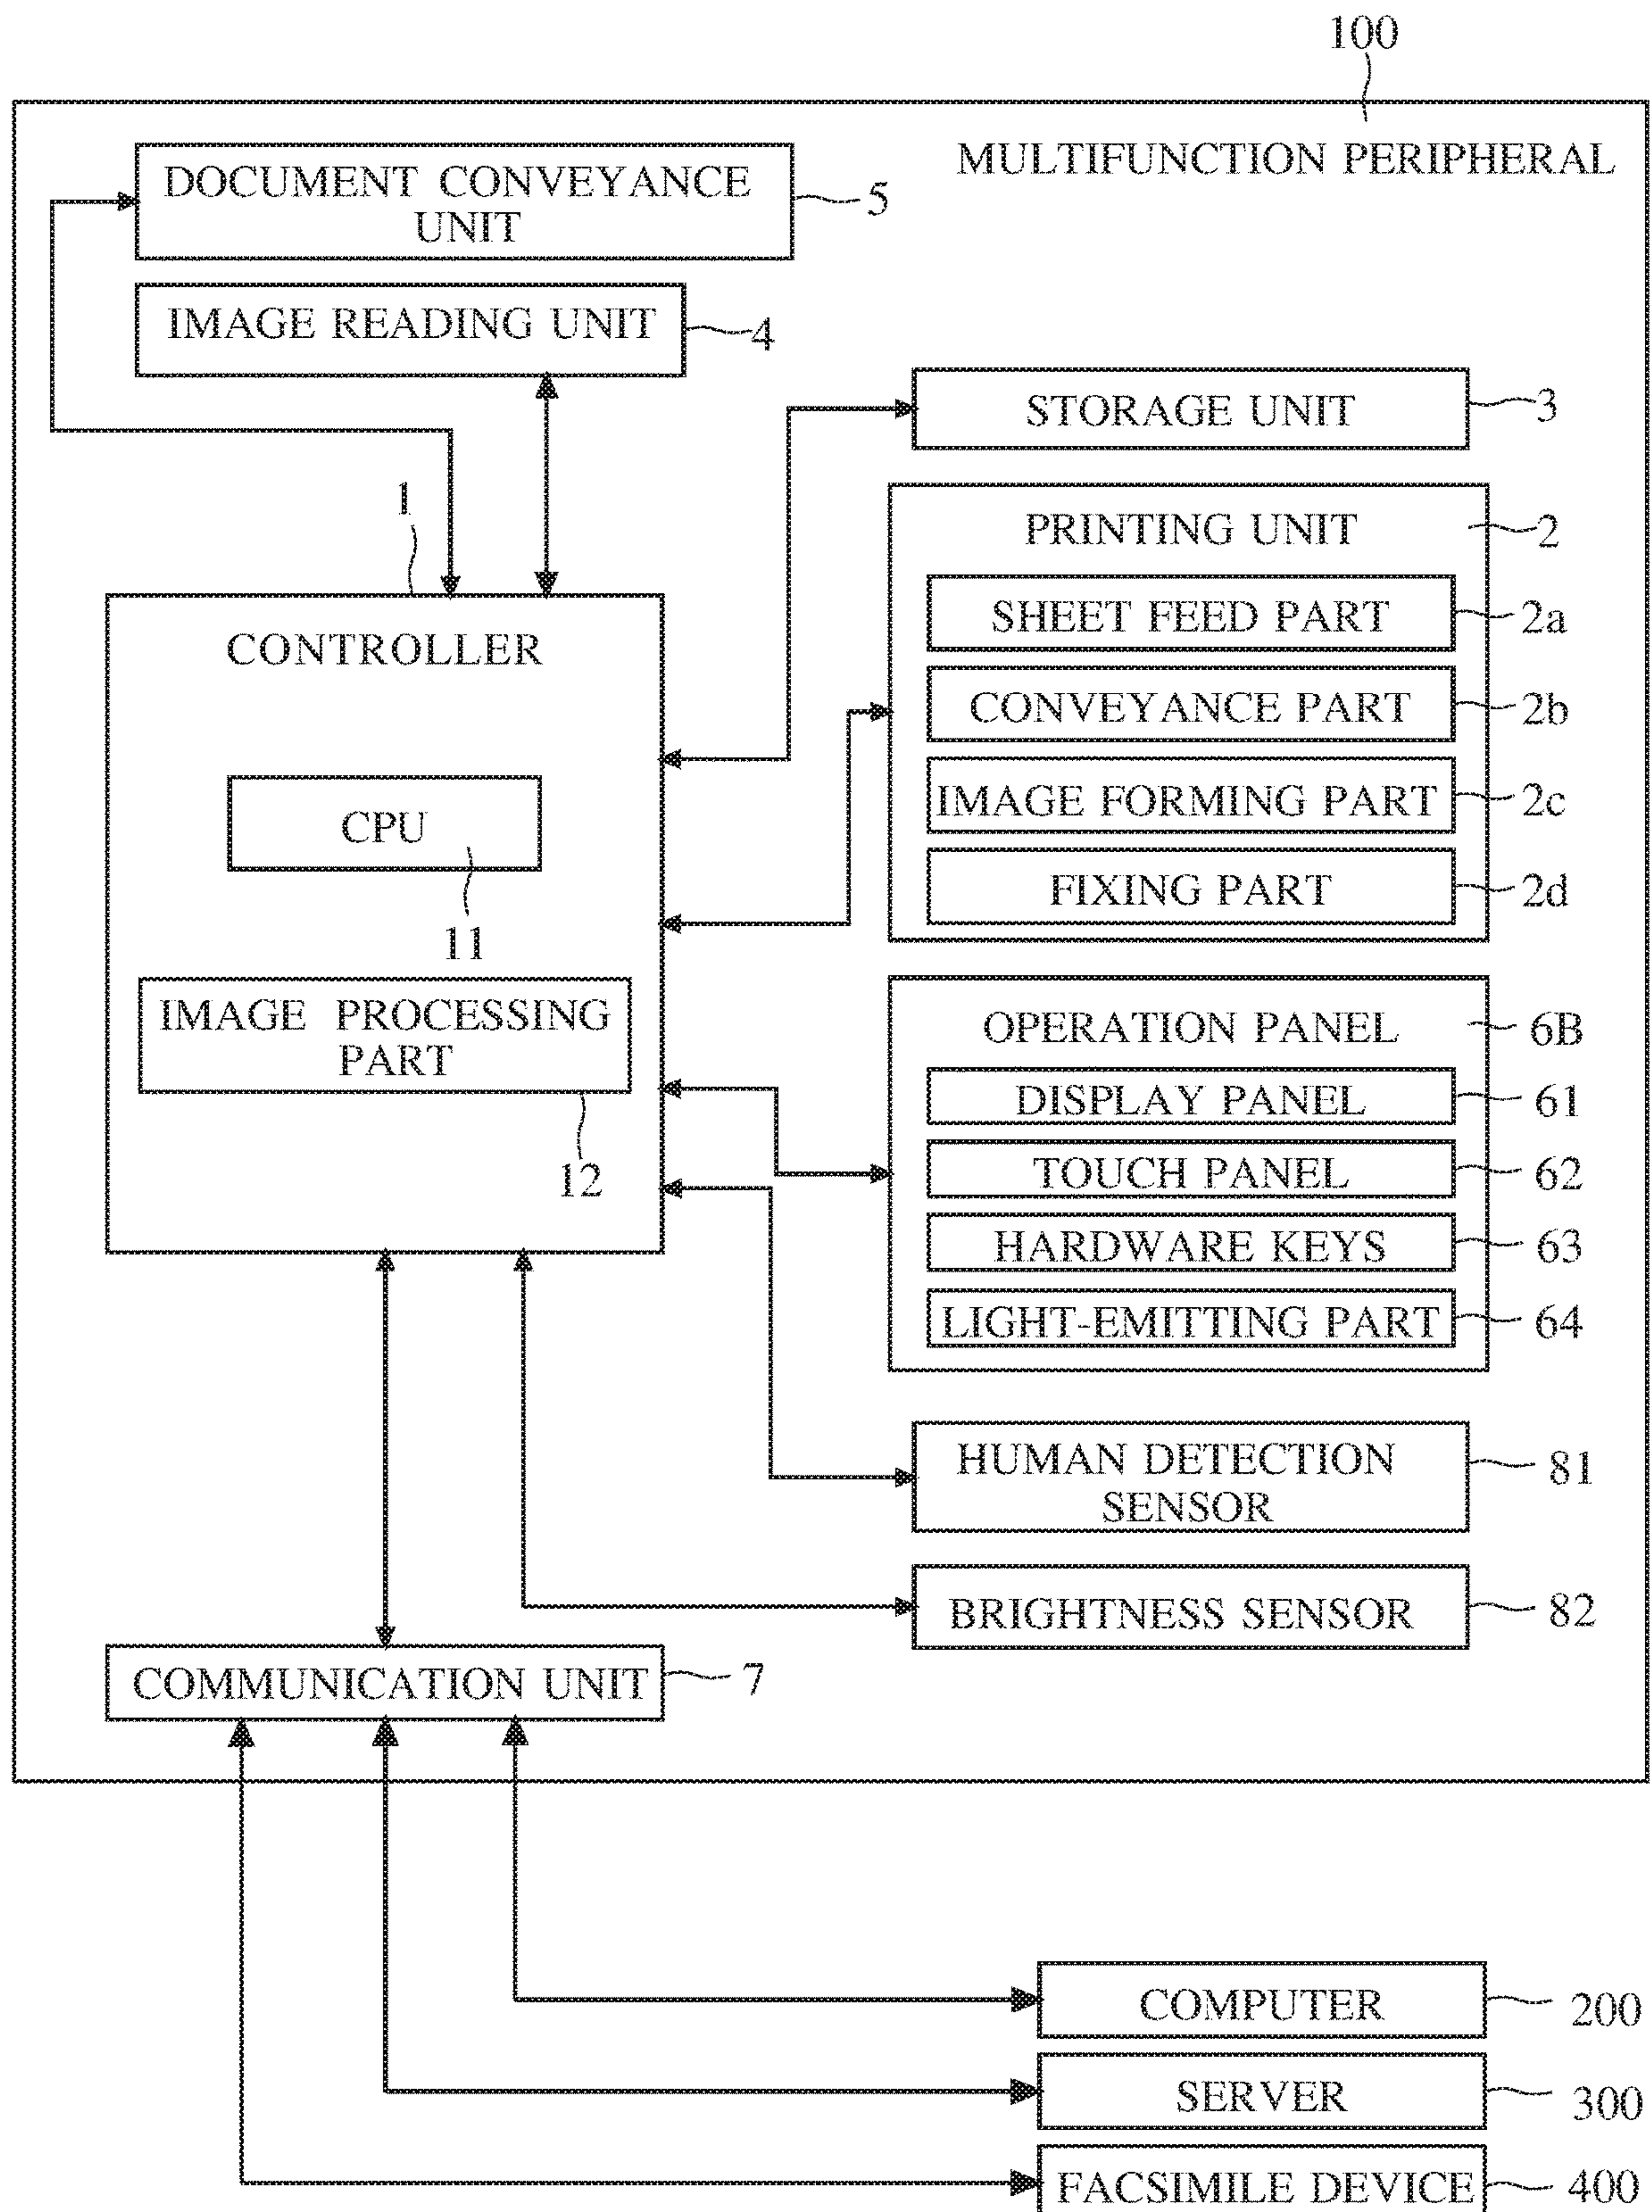 100
MULTIFUNCTION PERIPHERAL
DOCUMENT CONVEYANCE
UNIT
5
IMAGE READING UNIT
4
STORAGE UNIT
3
1
CONTROLLER
CPU
11
IMAGE PROCESSING
PART
12
PRINTING UNIT
2
SHEET FEED PART
2a
CONVEYANCE PART
2b
IMAGE FORMING PART
2c
FIXING PART
2d
OPERATION PANEL
6B
DISPLAY PANEL
61
TOUCH PANEL
62
HARDWARE KEYS
63
LIGHT-EMITTING PART
64
HUMAN DETECTION
SENSOR
81
BRIGHTNESS SENSOR
82
COMMUNICATION UNIT
7
COMPUTER
200
SERVER
300
FACSIMILE DEVICE
400